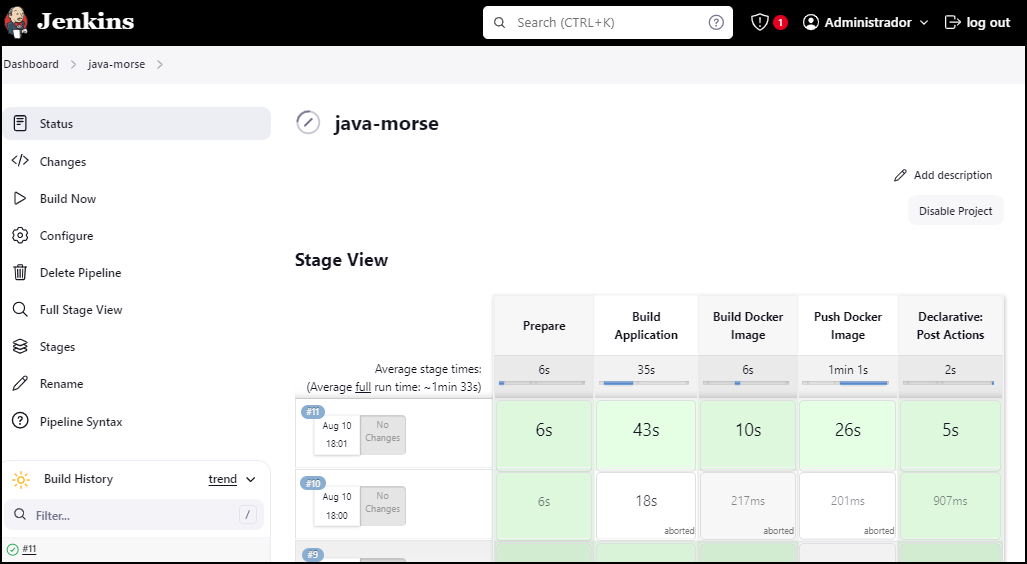 Jenkins
Search (CTRL+K)
?
1
Administrador
log out
Dashboard
java-morse
Status
Changes
Build Now
Configure
Delete Pipeline
Full Stage View
Stages
Rename
Pipeline Syntax
Build History
trend
Filter...
/
#11
java-morse
Add description
Disable Project
Stage View
Prepare
Build
Application
Build Docker
Image
Push Docker
Image
Declarative:
Post Actions
Average stage times:
(Average full run time: ~1min 33s)
6s
35s
6s
1min 1s
2s
#11
Aug 10
18:01
No
Changes
6s
43s
10s
26s
5s
#10
Aug 10
18:00
No
Changes
6s
18s
aborted
217ms
aborted
201ms
aborted
907ms
#9